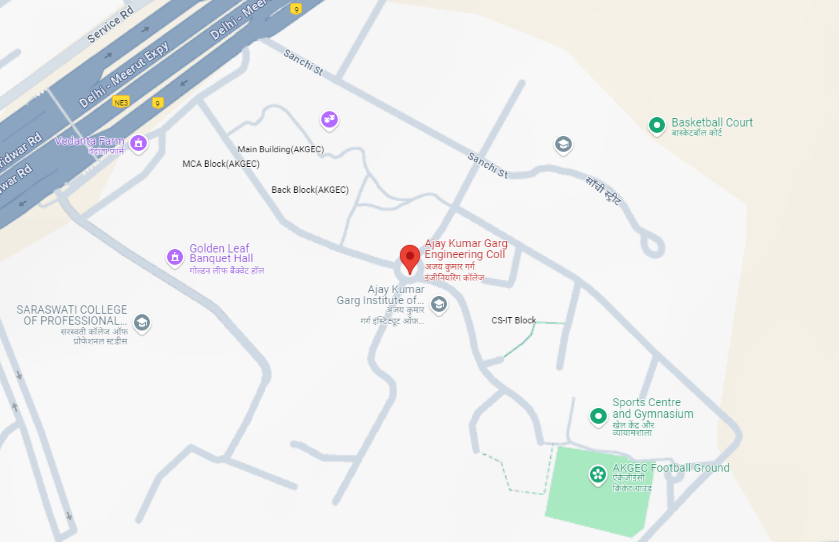 Service Rd
Delhi - Meerut Expy
Delhi - Meer
9
NE3
9
Sanchi St
Vedanta Farm
वेदांता फार्म
ridwar Rd
war Rd
Main Building(AKGEC)
MCA Block(AKGEC)
Back Block(AKGEC)
Sanchi St
साँची स्ट्रीट
Basketball Court
बास्केटबॉल कोर्ट
Golden Leaf
Banquet Hall
गोल्डन लीफ बैंक्वेट हॉल
Ajay Kumar Garg
Engineering Coll
अजय कुमार गर्ग
इंजीनियरिंग कॉलेज
Ajay Kumar
Garg Institute of...
अजय कुमार
गर्ग इंस्टिट्यूट ऑफ़...
SARASWATI COLLEGE
OF PROFESSIONAL...
सरस्वती कॉलेज ऑफ
प्रोफेशनल स्टडीस
CS-IT Block
Sports Centre
and Gymnasium
खेल केंद्र और
व्यायामशाला
AKGEC Football Ground
एकेजीईसी
क्रिकेट ग्राउंड